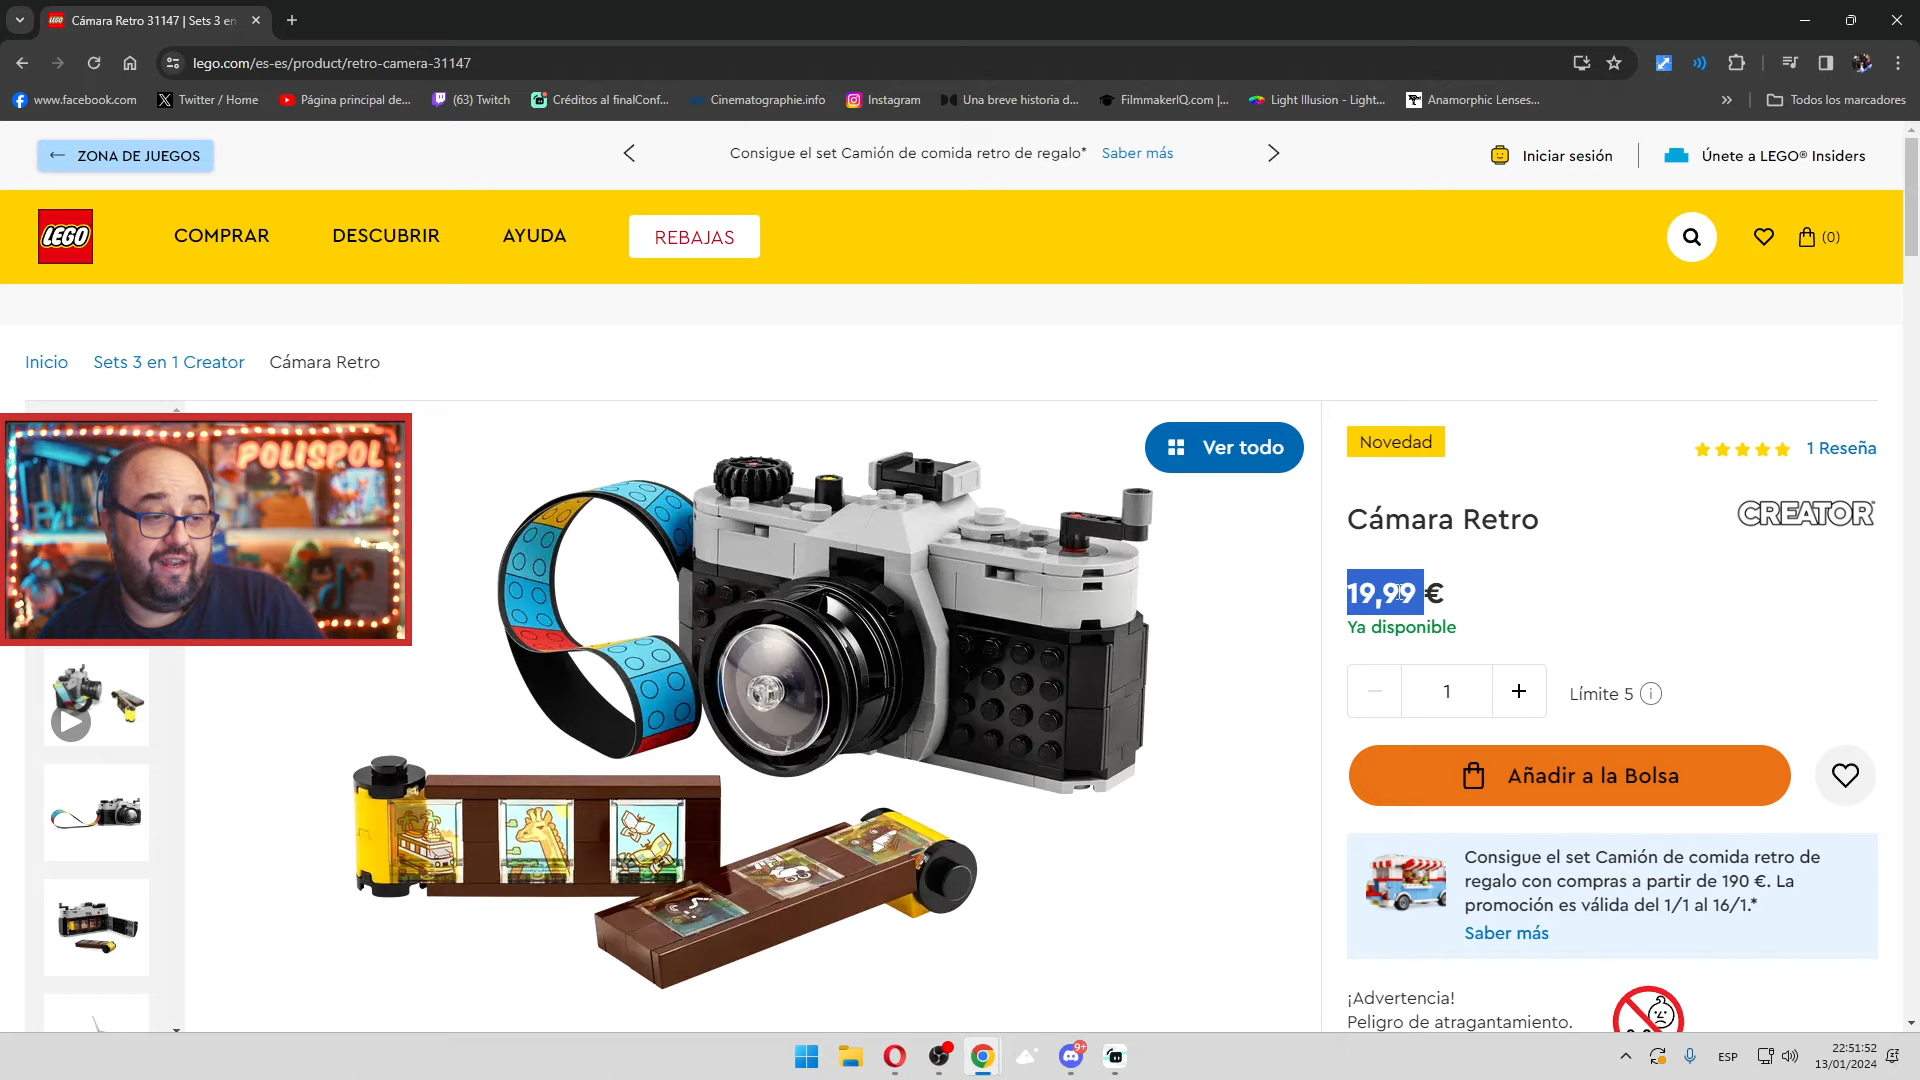 Cámara Retro 31147 | Sets 3 en
lego.com/es-es/product/retro-camera-31147
www.facebook.com
Twitter / Home
Página principal de...
(63) Twitch
Créditos al finalConf...
Cinematographie.info
Instagram
Una breve historia d...
FilmmakerIQ.com |...
Light Illusion - Light...
Anamorphic Lenses...
»
Todos los marcadores
ZONA DE JUEGOS
Consigue el set Camión de comida retro de regalo* Saber más
Iniciar sesión
Únete a LEGO® Insiders
LEGO
COMPRAR
DESCUBRIR
AYUDA
REBAJAS
(0)
Inicio
Sets 3 en 1 Creator
Cámara Retro
POLISPOL
Ver todo
Novedad
1 Reseña
Cámara Retro
CREATOR
19,99 €
Ya disponible
1
Límite 5
Añadir a la Bolsa
Consigue el set Camión de comida retro de
regalo con compras a partir de 190 €. La
promoción es válida del 1/1 al 16/1.*
Saber más
¡Advertencia!
Peligro de atragantamiento.
9+
ESP
22:51:52
13/01/2024